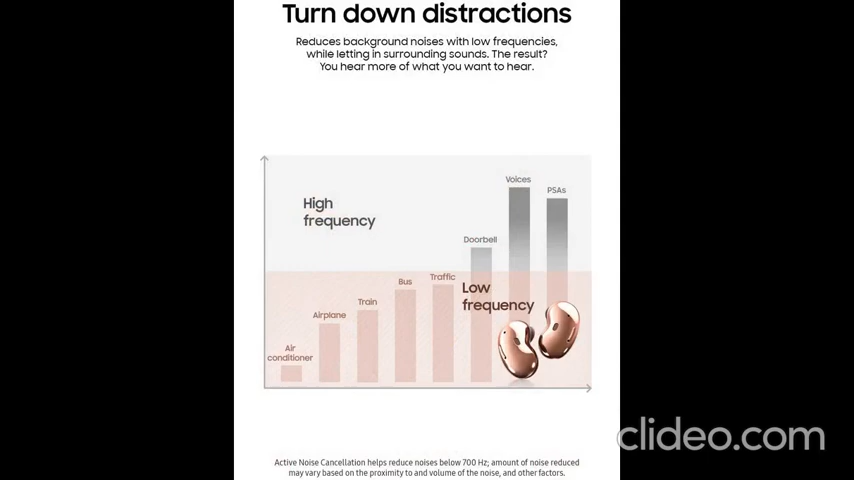 Turn down distractions
Reduces background noises with low frequencies,
while letting in surrounding sounds. The result?
You hear more of what you want to hear.
Voices
PSAs
High
frequency
Doorbell
Traffic
Bus
Low
frequency
Train
Airplane
Air
conditioner
clideo.com
Active Noise Cancellation helps reduce noises below 700 Hz; amount of noise reduced
may vary based on the proximity to and volume of the noise, and other factors.